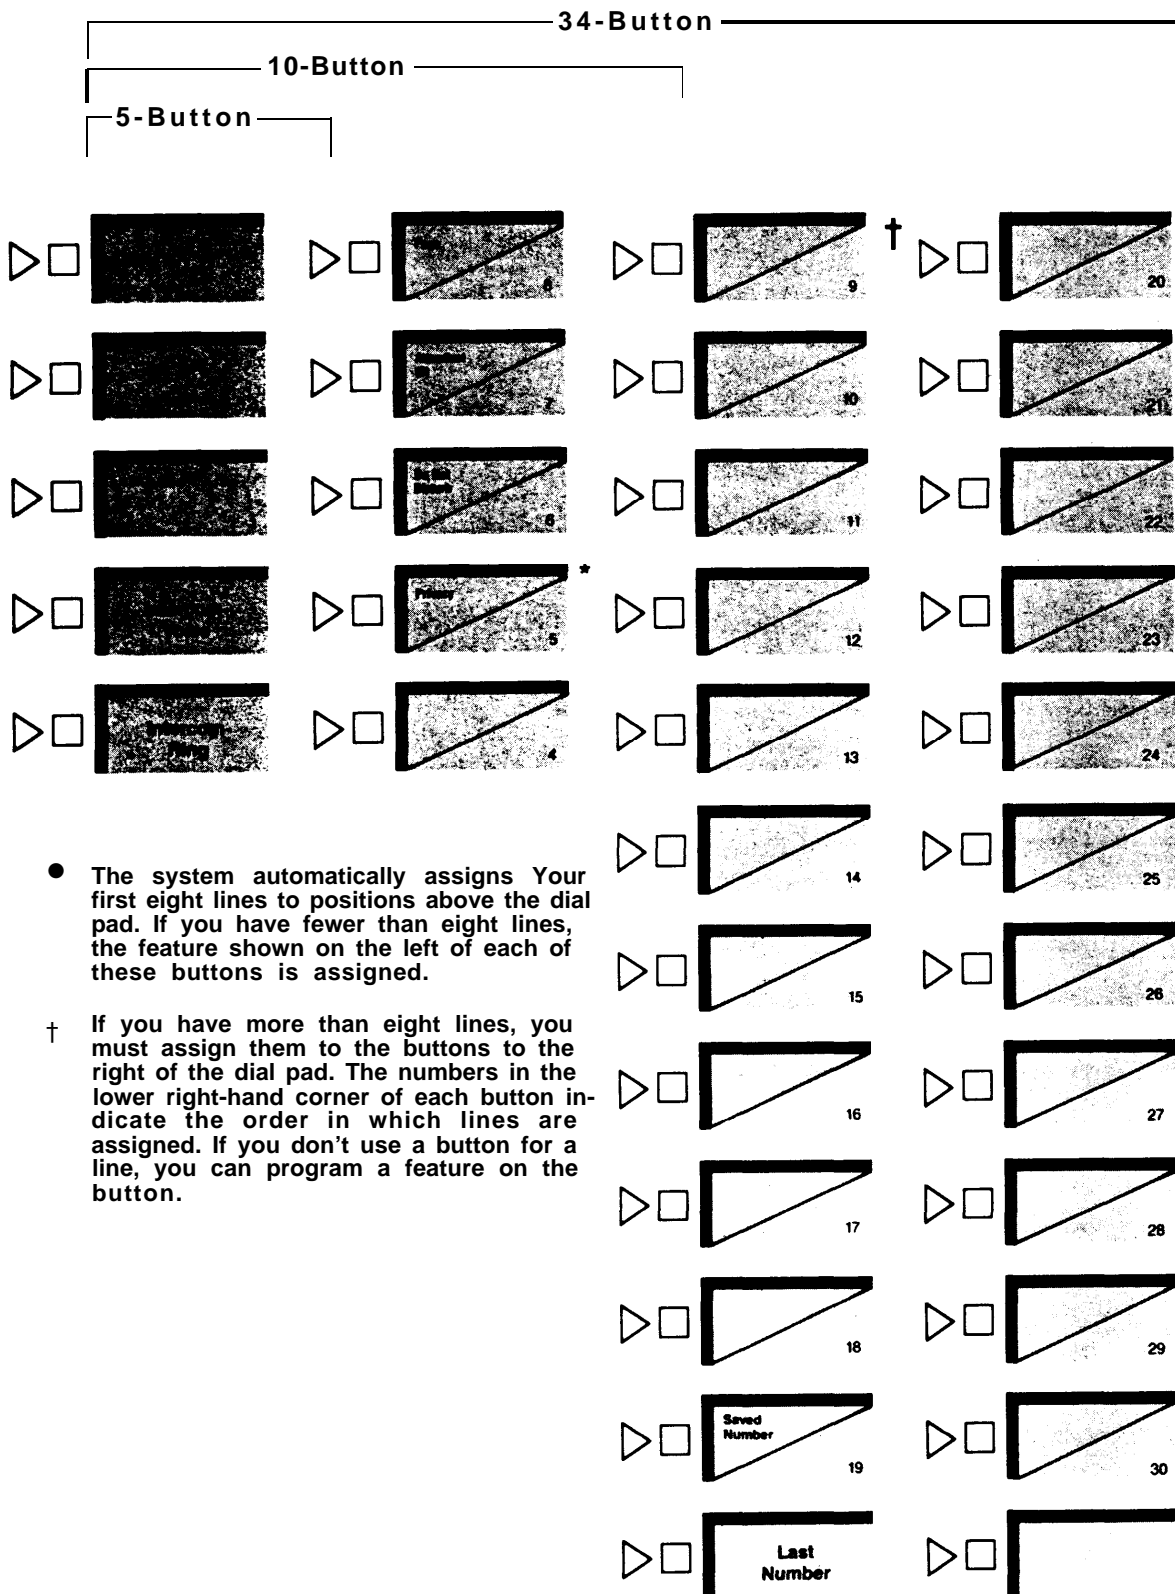 34-Button
10-Button
5-Button
8
9
†
20
7
10
21
6
11
22
*
Privacy
5
12
23
4
13
24
14
25
15
26
16
27
17
28
18
29
Saved
Number
19
30
Last
Number
● The system automatically assigns Your
first eight lines to positions above the dial
pad. If you have fewer than eight lines,
the feature shown on the left of each of
these buttons is assigned.
† If you have more than eight lines, you
must assign them to the buttons to the
right of the dial pad. The numbers in the
lower right-hand corner of each button in-
dicate the order in which lines are
assigned. If you don't use a button for a
line, you can program a feature on the
button.